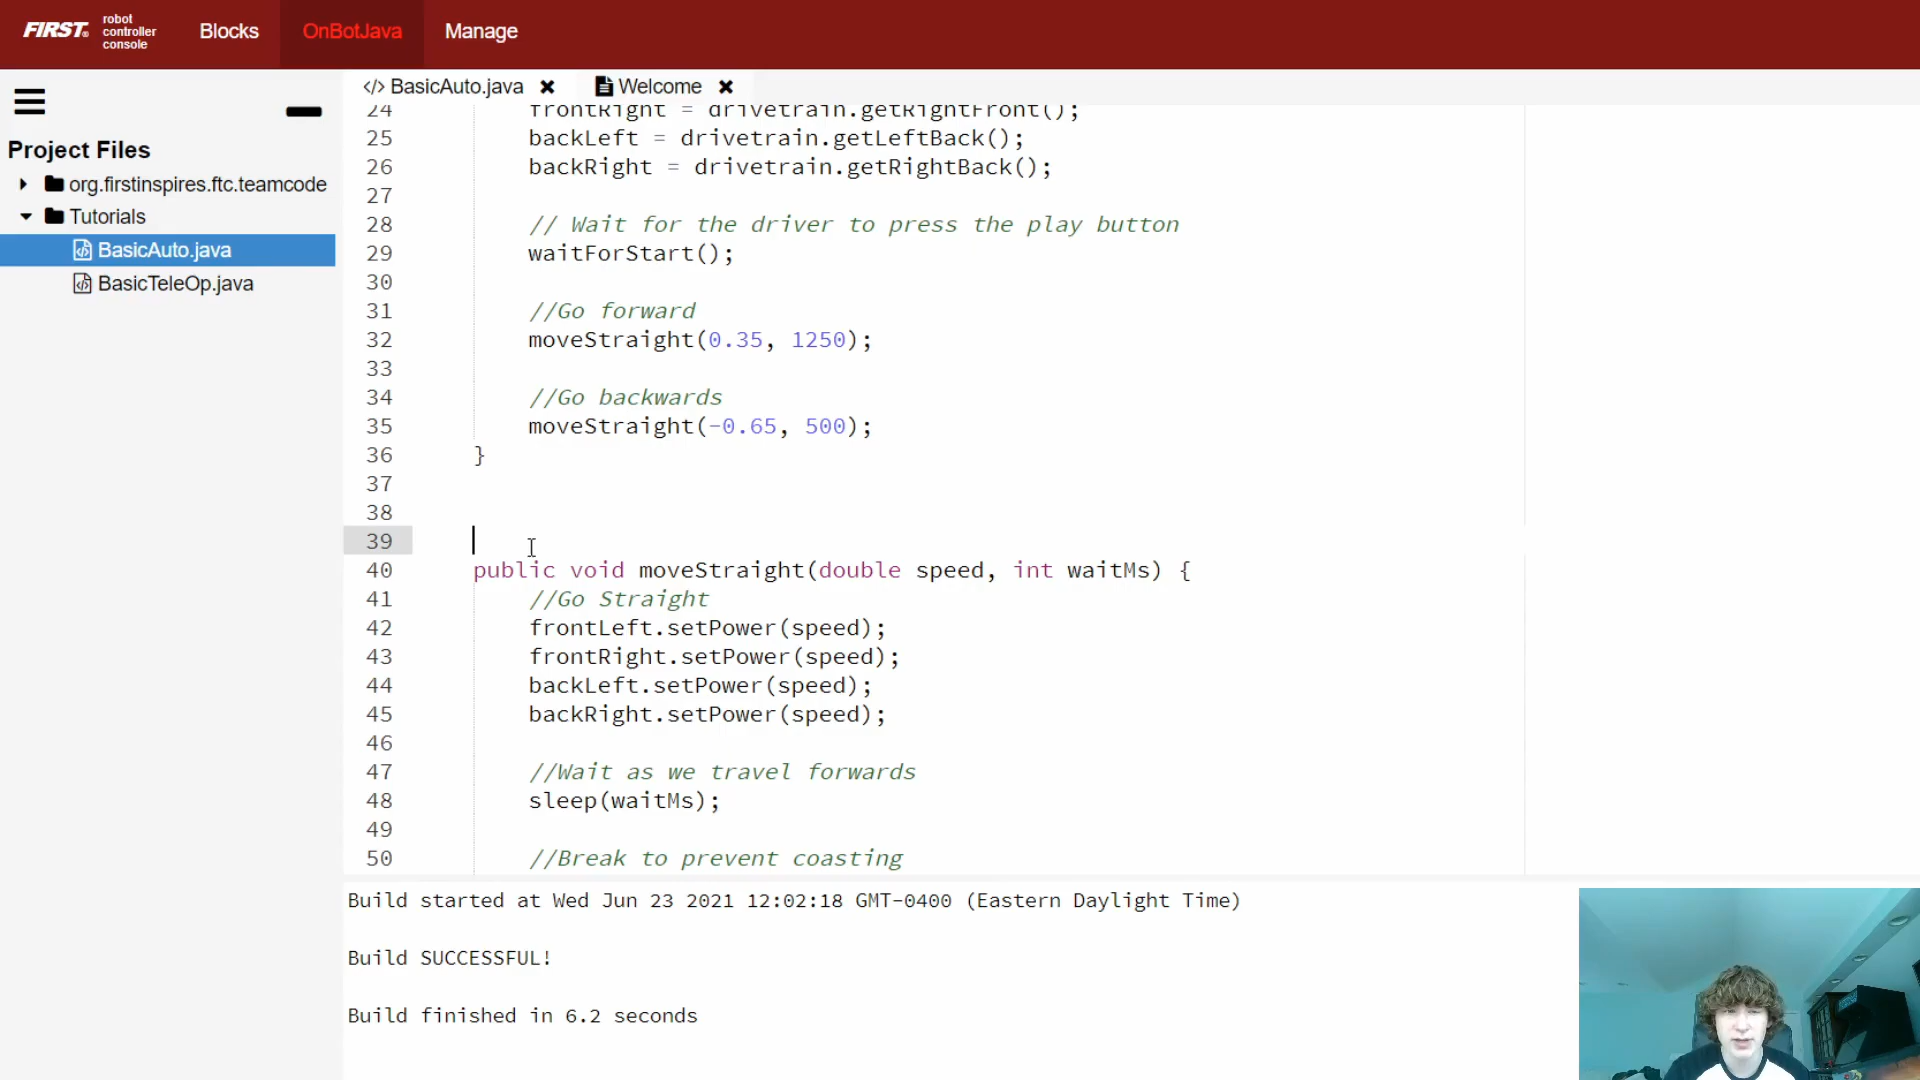 FIRST® robot controller console Blocks OnBotJava Manage
Project Files
org.firstinspires.ftc.teamcode
Tutorials
BasicAuto.java
BasicTeleOp.java
</> BasicAuto.java ✖ Welcome ✖
24 frontRight = drivetrain.getRightFront();
25 backLeft = drivetrain.getLeftBack();
26 backRight = drivetrain.getRightBack();
27
28 // Wait for the driver to press the play button
29 waitForStart();
30
31 //Go forward
32 moveStraight(0.35, 1250);
33
34 //Go backwards
35 moveStraight(-0.65, 500);
36 }
37
38
39
40 public void moveStraight(double speed, int waitMs) {
41 //Go Straight
42 frontLeft.setPower(speed);
43 frontRight.setPower(speed);
44 backLeft.setPower(speed);
45 backRight.setPower(speed);
46
47 //Wait as we travel forwards
48 sleep(waitMs);
49
50 //Break to prevent coasting
Build started at Wed Jun 23 2021 12:02:18 GMT-0400 (Eastern Daylight Time)
Build SUCCESSFUL!
Build finished in 6.2 seconds